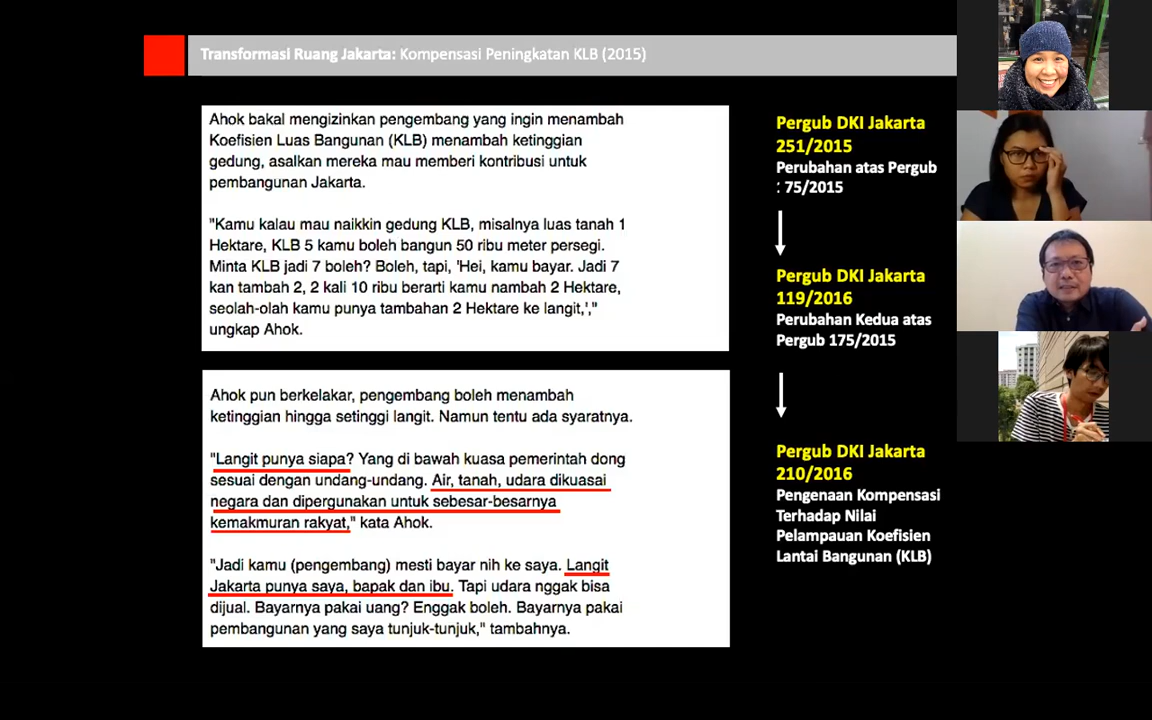 Transformasi Ruang Jakarta: Kompensasi Peningkatan KLB (2015)
Ahok bakal mengizinkan pengembang yang ingin menambah
Koefisien Luas Bangunan (KLB) menambah ketinggian
gedung, asalkan mereka mau memberi kontribusi untuk
pembangunan Jakarta.
"Kamu kalau mau naikkin gedung KLB, misalnya luas tanah 1
Hektare, KLB 5 kamu boleh bangun 50 ribu meter persegi.
Minta KLB jadi 7 boleh? Boleh, tapi, 'Hei, kamu bayar. Jadi 7
kan tambah 2, 2 kali 10 ribu berarti kamu nambah 2 Hektare,
seolah-olah kamu punya tambahan 2 Hektare ke langit,',"
ungkap Ahok.
Ahok pun berkelakar, pengembang boleh menambah
ketinggian hingga setinggi langit. Namun tentu ada syaratnya.
"Langit punya siapa? Yang di bawah kuasa pemerintah dong
sesuai dengan undang-undang. Air, tanah, udara dikuasai
negara dan dipergunakan untuk sebesar-besarnya
kemakmuran rakyat," kata Ahok.
"Jadi kamu (pengembang) mesti bayar nih ke saya. Langit
Jakarta punya saya, bapak dan ibu. Tapi udara nggak bisa
dijual. Bayarnya pakai uang? Enggak boleh. Bayarnya pakai
pembangunan yang saya tunjuk-tunjuk," tambahnya.
Pergub DKI Jakarta
251/2015
Perubahan atas Pergub
75/2015
Pergub DKI Jakarta
119/2016
Perubahan Kedua atas
Pergub 175/2015
Pergub DKI Jakarta
210/2016
Pengenaan Kompensasi
Terhadap Nilai
Pelampauan Koefisien
Lantai Bangunan (KLB)